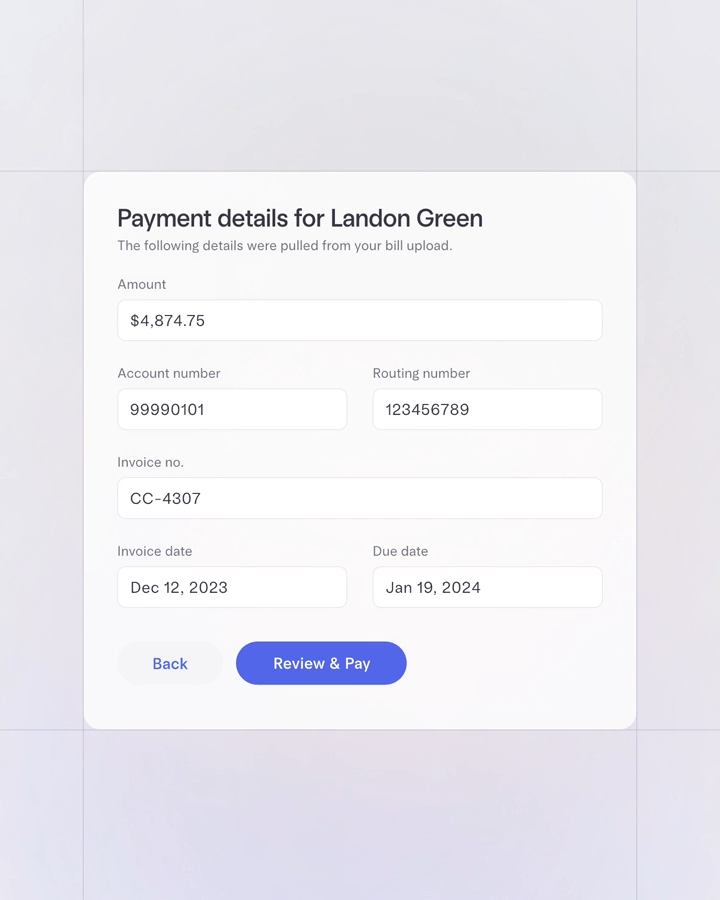 Payment details for Landon Green
The following details were pulled from your bill upload.
Amount
$4,874.75
Account number
Routing number
99990101
123456789
Invoice no.
CC-4307
Invoice date
Due date
Dec 12, 2023
Jan 19, 2024
Back
Review & Pay